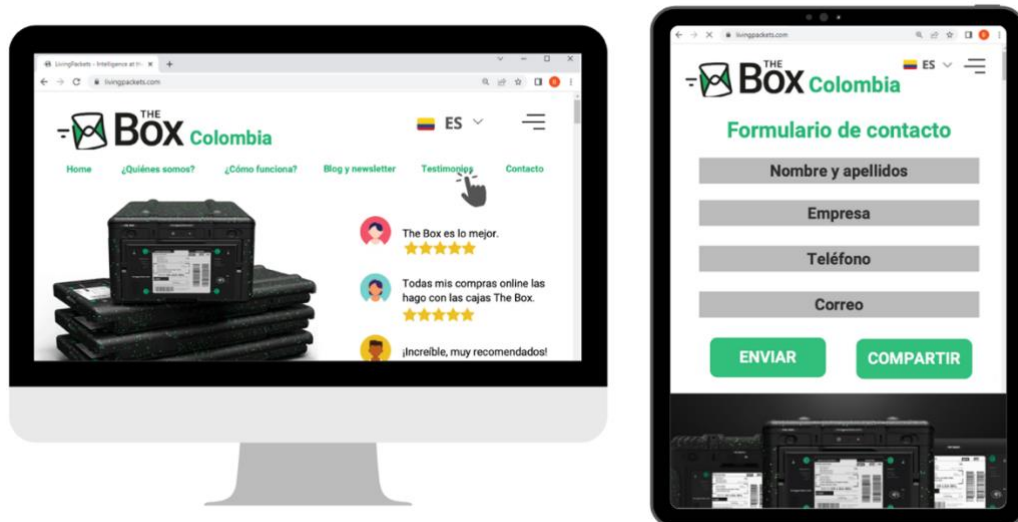 LivingPackets - Intelligence at th
livingpackets.com
THE
Box Colombia
ES
Home ¿Quiénes somos? ¿Cómo funciona? Blog y newsletter Testimonios Contacto
The Box es lo mejor.
Todas mis compras online las
hago con las cajas The Box.
¡Increíble, muy recomendados!
livingpackets.com
THE
Box Colombia
ES
Formulario de contacto
Nombre y apellidos
Empresa
Teléfono
Correo
ENVIAR COMPARTIR